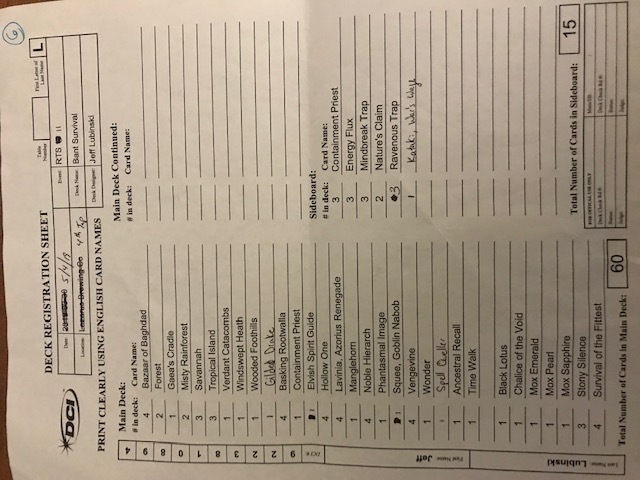 6
DECK REGISTRATION SHEET
Table Number
First Letter of Last Name L
DCI
Date: 5/4/19
Event: RTS 11
Location: Lazarus Brewing Co 4th Tap
Deck Name: Bant Survival
Deck Designer: Jeff Lubinski
PRINT CLEARLY USING ENGLISH CARD NAMES
Main Deck:
# in deck: Card Name:
4 Bazaar of Baghdad
2 Forest
1 Gaea's Cradle
2 Misty Rainforest
3 Savannah
3 Tropical Island
1 Verdant Catacombs
1 Windswept Heath
1 Wooded Foothills
1 Gilded Drake
4 Basking Rootwalla
1 Containment Priest
1 Elvish Spirit Guide
4 Hollow One
4 Lavinia, Azorius Renegade
1 Manglehorn
4 Noble Hierarch
1 Phantasmal Image
1 Squee, Goblin Nabob
4 Vengevine
1 Wonder
1 Spell Queller
1 Ancestral Recall
1 Time Walk
1 Black Lotus
1 Chalice of the Void
1 Mox Emerald
1 Mox Pearl
1 Mox Sapphire
3 Stony Silence
4 Survival of the Fittest
Total Number of Cards in Main Deck: 60
Main Deck Continued:
# in deck: Card Name:
Sideboard:
# in deck: Card Name:
3 Containment Priest
3 Energy Flux
3 Mindbreak Trap
2 Nature's Claim
3 Ravenous Trap
1 Kataki, War's Wage
Total Number of Cards in Sideboard: 15
FOR OFFICIAL USE ONLY
Main/SB:
Deck Check Rd #:
Deck Check Rd #:
Status:
Status:
Judge:
Judge:
Last Name: Lubinski
First Name: Jeff
DCI #: 9 2 3 2 3 8 1 0 8 9 4